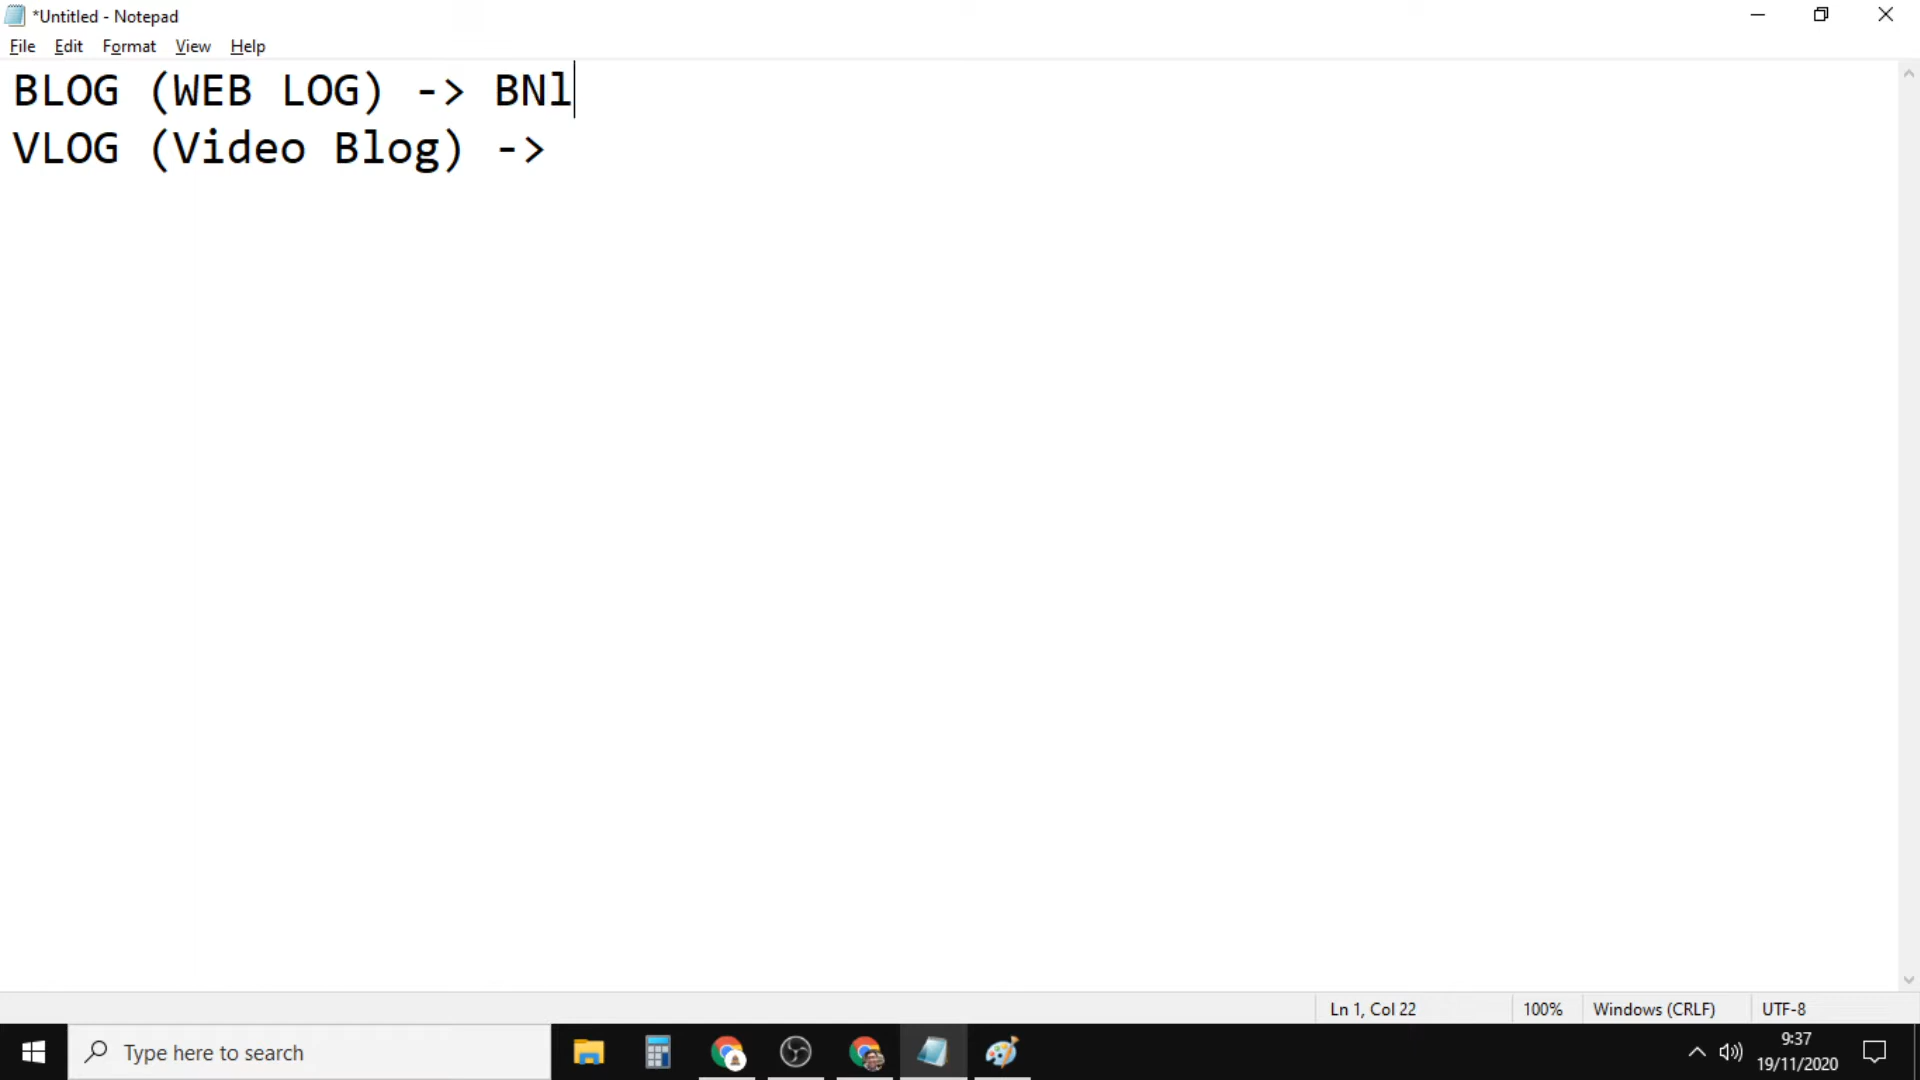 *Untitled - Notepad
File Edit Format View Help
BLOG (WEB LOG) -> BNl
VLOG (Video Blog) ->
Ln 1, Col 22 100% Windows (CRLF) UTF-8
Type here to search
9:37
19/11/2020